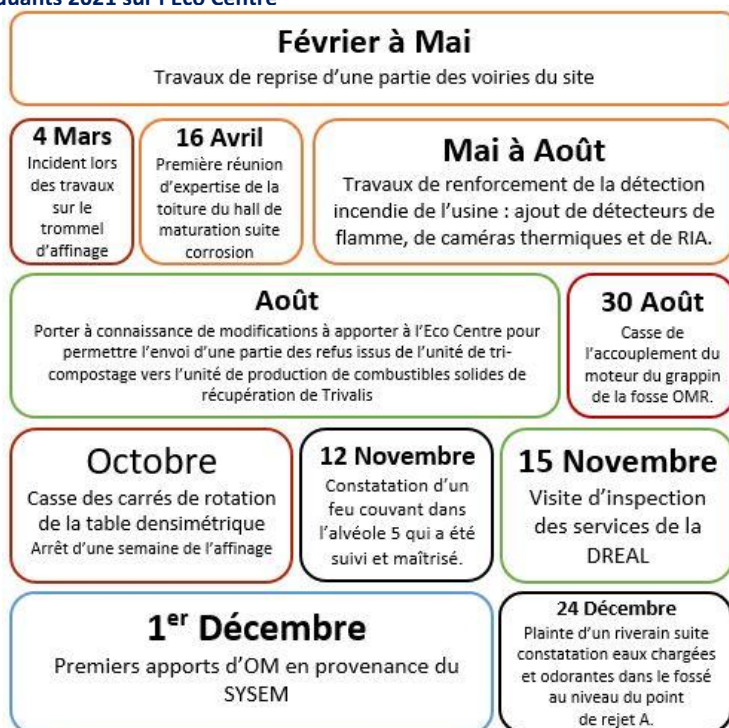 2021 sur l'Eco Centre
Février à Mai
Travaux de reprise d'une partie des voiries du site
4 Mars
Incident lors
des travaux
sur le
trommel
d'affinage
16 Avril
Première réunion
d'expertise de la
toiture du hall de
maturation suite
corrosion
Mai à Août
Travaux de renforcement de la détection
incendie de l'usine : ajout de détecteurs de
flamme, de caméras thermiques et de RIA.
Août
Porter à connaissance de modifications à apporter à l'Eco Centre pour
permettre l'envoi d'une partie des refus issus de l'unité de tri-
compostage vers l'unité de production de combustibles solides de
récupération de Trivalis
30 Août
Casse de
l'accouplement du
moteur du grappin
de la fosse OMR.
Octobre
Casse des carrés de rotation
de la table densimétrique
Arrêt d'une semaine de l'affinage
12 Novembre
Constatation d'un
feu couvant dans
l'alvéole 5 qui a été
suivi et maîtrisé.
15 Novembre
Visite d'inspection
des services de la
DREAL
1er Décembre
Premiers apports d'OM en provenance du
SYSEM
24 Décembre
Plainte d'un riverain suite
constatation eaux chargées
et odorantes dans le fossé
au niveau du point
de rejet A.